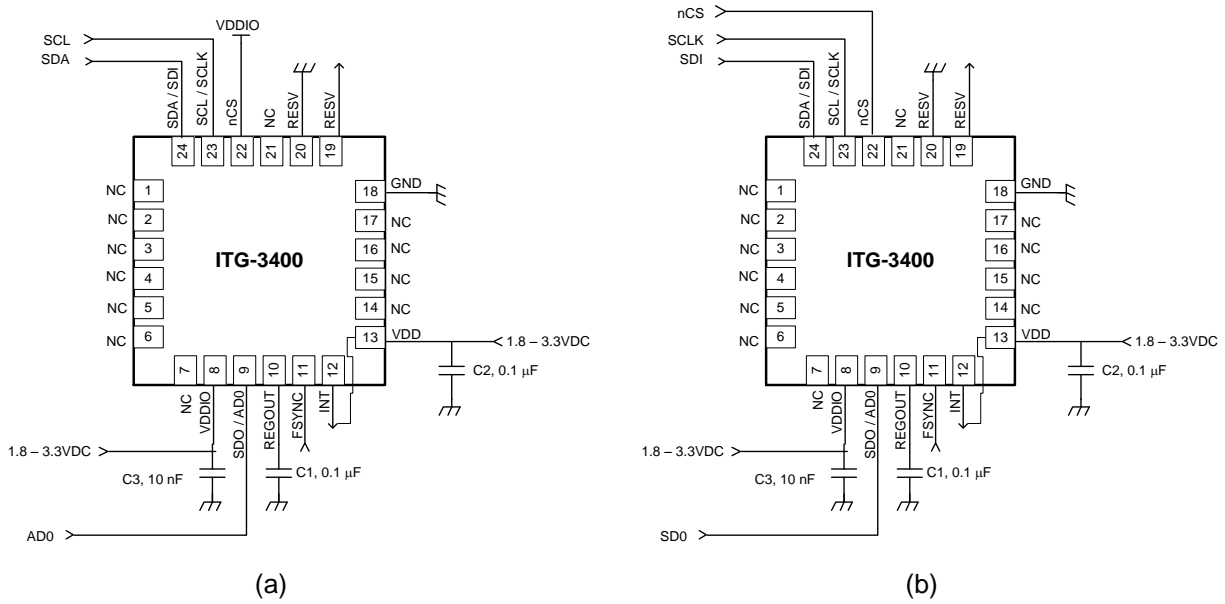 SCL
SDA
VDDIO
SDA / SDI
SCL / SCLK
nCS
NC
RESV
RESV
24
23
22
21
20
19
NC 1
NC 2
NC 3
NC 4
NC 5
NC 6
ITG-3400
18 GND
17 NC
16 NC
15 NC
14 NC
13 VDD
1.8 – 3.3VDC
C2, 0.1 µF
7
8
9
10
11
12
NC
VDDIO
SDO / AD0
REGOUT
FSYNC
INT
1.8 – 3.3VDC
C3, 10 nF
C1, 0.1 µF
AD0
(a)
nCS
SCLK
SDI
SDA / SDI
SCL / SCLK
nCS
NC
RESV
RESV
24
23
22
21
20
19
NC 1
NC 2
NC 3
NC 4
NC 5
NC 6
ITG-3400
18 GND
17 NC
16 NC
15 NC
14 NC
13 VDD
1.8 – 3.3VDC
C2, 0.1 µF
7
8
9
10
11
12
NC
VDDIO
SDO / AD0
REGOUT
FSYNC
INT
1.8 – 3.3VDC
C3, 10 nF
C1, 0.1 µF
SD0
(b)